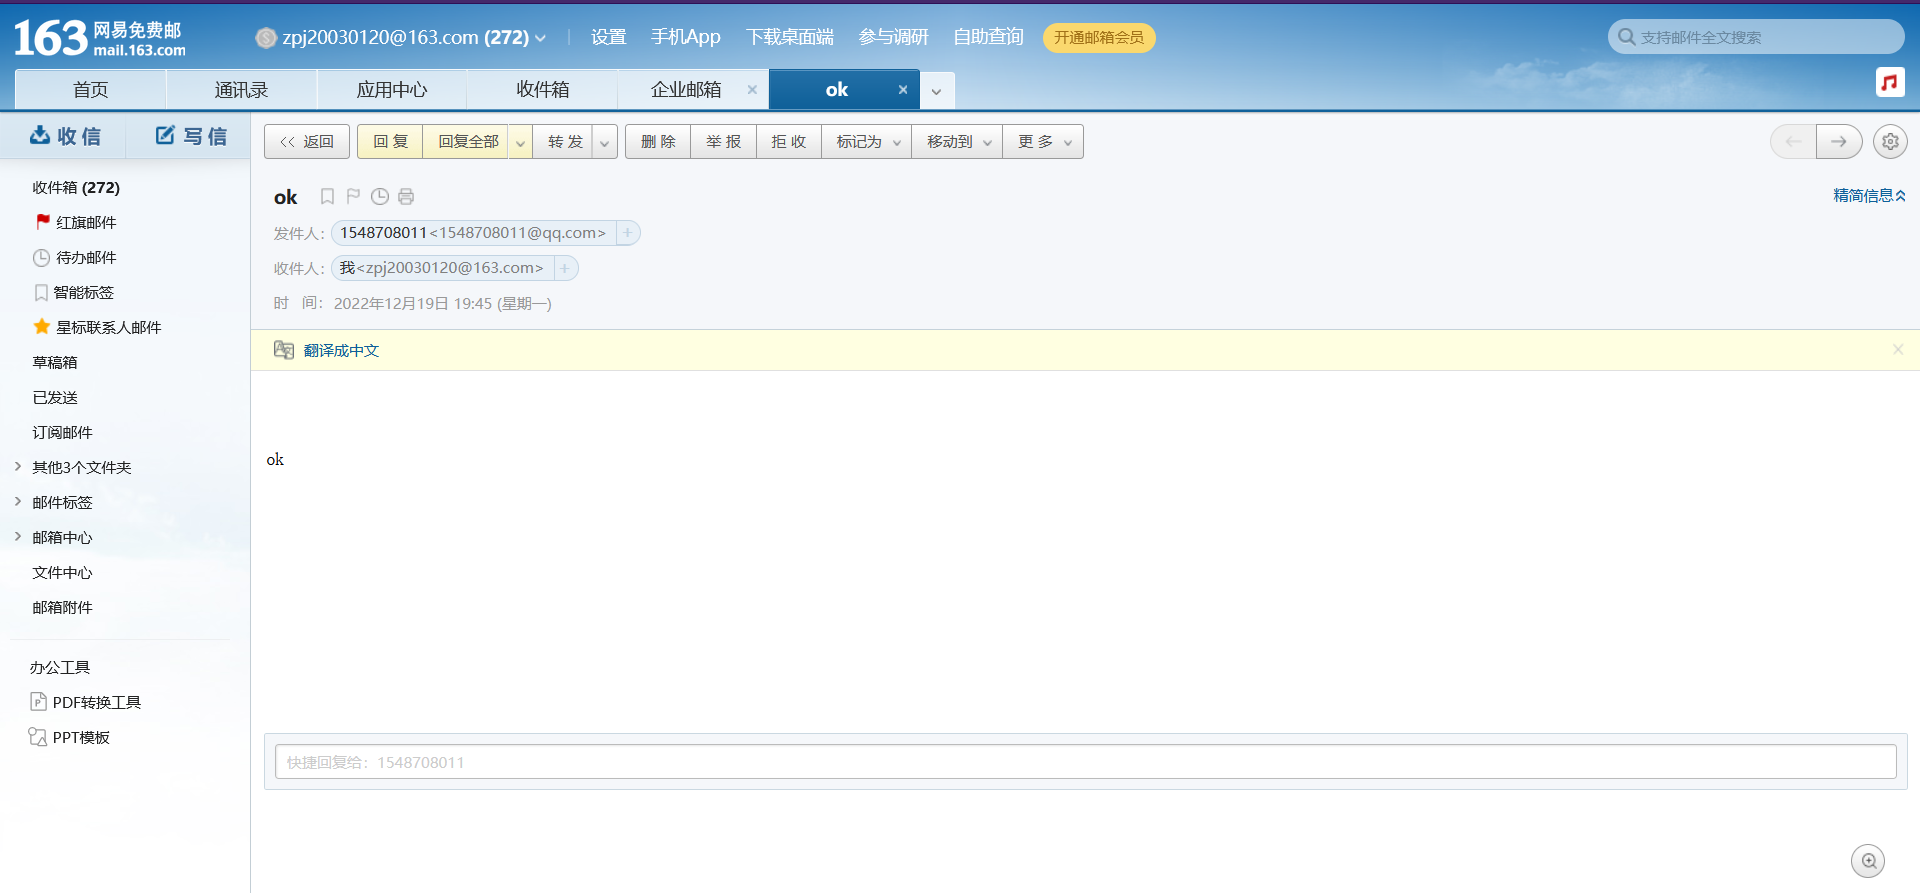 163 网易免费邮
mail.163.com
zpj20030120@163.com (272)
设置 手机App 下载桌面端 参与调研 自助查询 开通邮箱会员
支持邮件全文搜索
首页 通讯录 应用中心 收件箱 企业邮箱 × ok ×
收信 写信
<< 返回 回复 回复全部 转发 删除 举报 拒收 标记为 移动到 更多
收件箱 (272)
红旗邮件
待办邮件
智能标签
星标联系人邮件
草稿箱
已发送
订阅邮件
其他3个文件夹
邮件标签
邮箱中心
文件中心
邮箱附件
办公工具
PDF转换工具
PPT模板
ok
精简信息
发件人: 1548708011<1548708011@qq.com> +
收件人: 我<zpj20030120@163.com> +
时 间: 2022年12月19日 19:45 (星期一)
翻译成中文
ok
快捷回复给: 1548708011